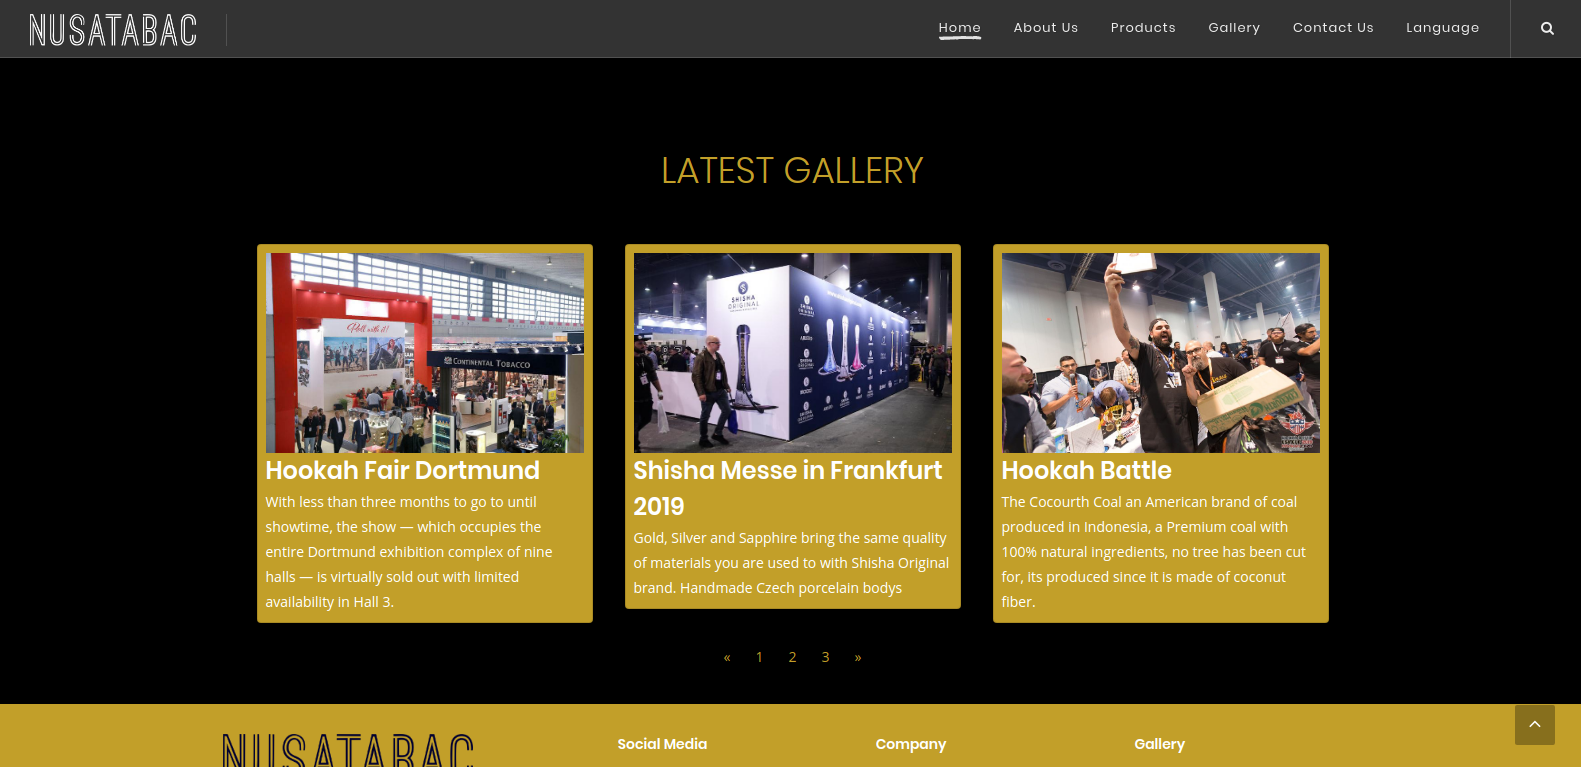 NUSATABAC
Home About Us Products Gallery Contact Us Language
LATEST GALLERY
Hell with it!
CONTINENTAL TOBACCO
SHISHA
ORIGINAL
Hookah Fair Dortmund
With less than three months to go to until
showtime, the show — which occupies the
entire Dortmund exhibition complex of nine
halls — is virtually sold out with limited
availability in Hall 3.
Shisha Messe in Frankfurt
2019
Gold, Silver and Sapphire bring the same quality
of materials you are used to with Shisha Original
brand. Handmade Czech porcelain bodys
Hookah Battle
The Cocourth Coal an American brand of coal
produced in Indonesia, a Premium coal with
100% natural ingredients, no tree has been cut
for, its produced since it is made of coconut
fiber.
« 1 2 3 »
NUSATABAC
Social Media Company Gallery